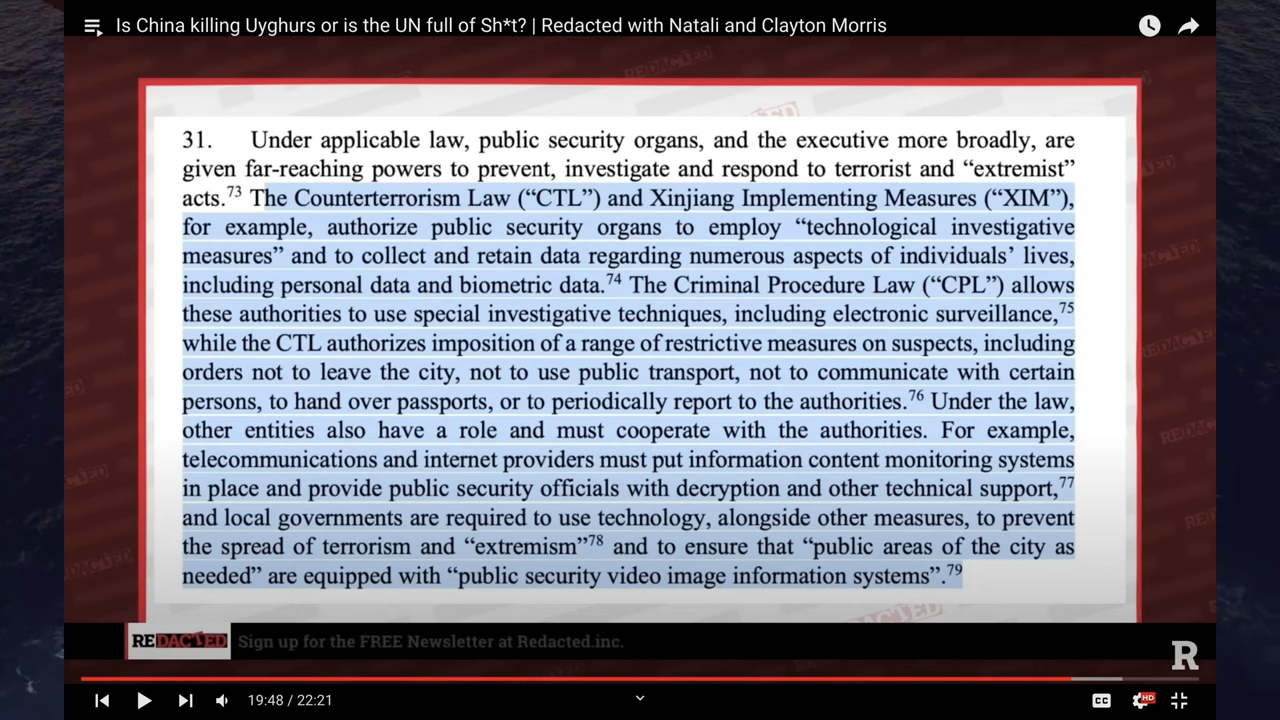 Is China killing Uyghurs or is the UN full of Sh*t? | Redacted with Natali and Clayton Morris
REDACTED
31. Under applicable law, public security organs, and the executive more broadly, are
given far-reaching powers to prevent, investigate and respond to terrorist and “extremist”
acts.73 The Counterterrorism Law (“CTL”) and Xinjiang Implementing Measures (“XIM”),
for example, authorize public security organs to employ “technological investigative
measures” and to collect and retain data regarding numerous aspects of individuals’ lives,
including personal data and biometric data.74 The Criminal Procedure Law (“CPL”) allows
these authorities to use special investigative techniques, including electronic surveillance,75
while the CTL authorizes imposition of a range of restrictive measures on suspects, including
orders not to leave the city, not to use public transport, not to communicate with certain
persons, to hand over passports, or to periodically report to the authorities.76 Under the law,
other entities also have a role and must cooperate with the authorities. For example,
telecommunications and internet providers must put information content monitoring systems
in place and provide public security officials with decryption and other technical support,77
and local governments are required to use technology, alongside other measures, to prevent
the spread of terrorism and “extremism”78 and to ensure that “public areas of the city as
needed” are equipped with “public security video image information systems”.79
REDACTED
REDACTED Sign up for the FREE Newsletter at Redacted.inc.
R
19:48 / 22:21
CC
HD